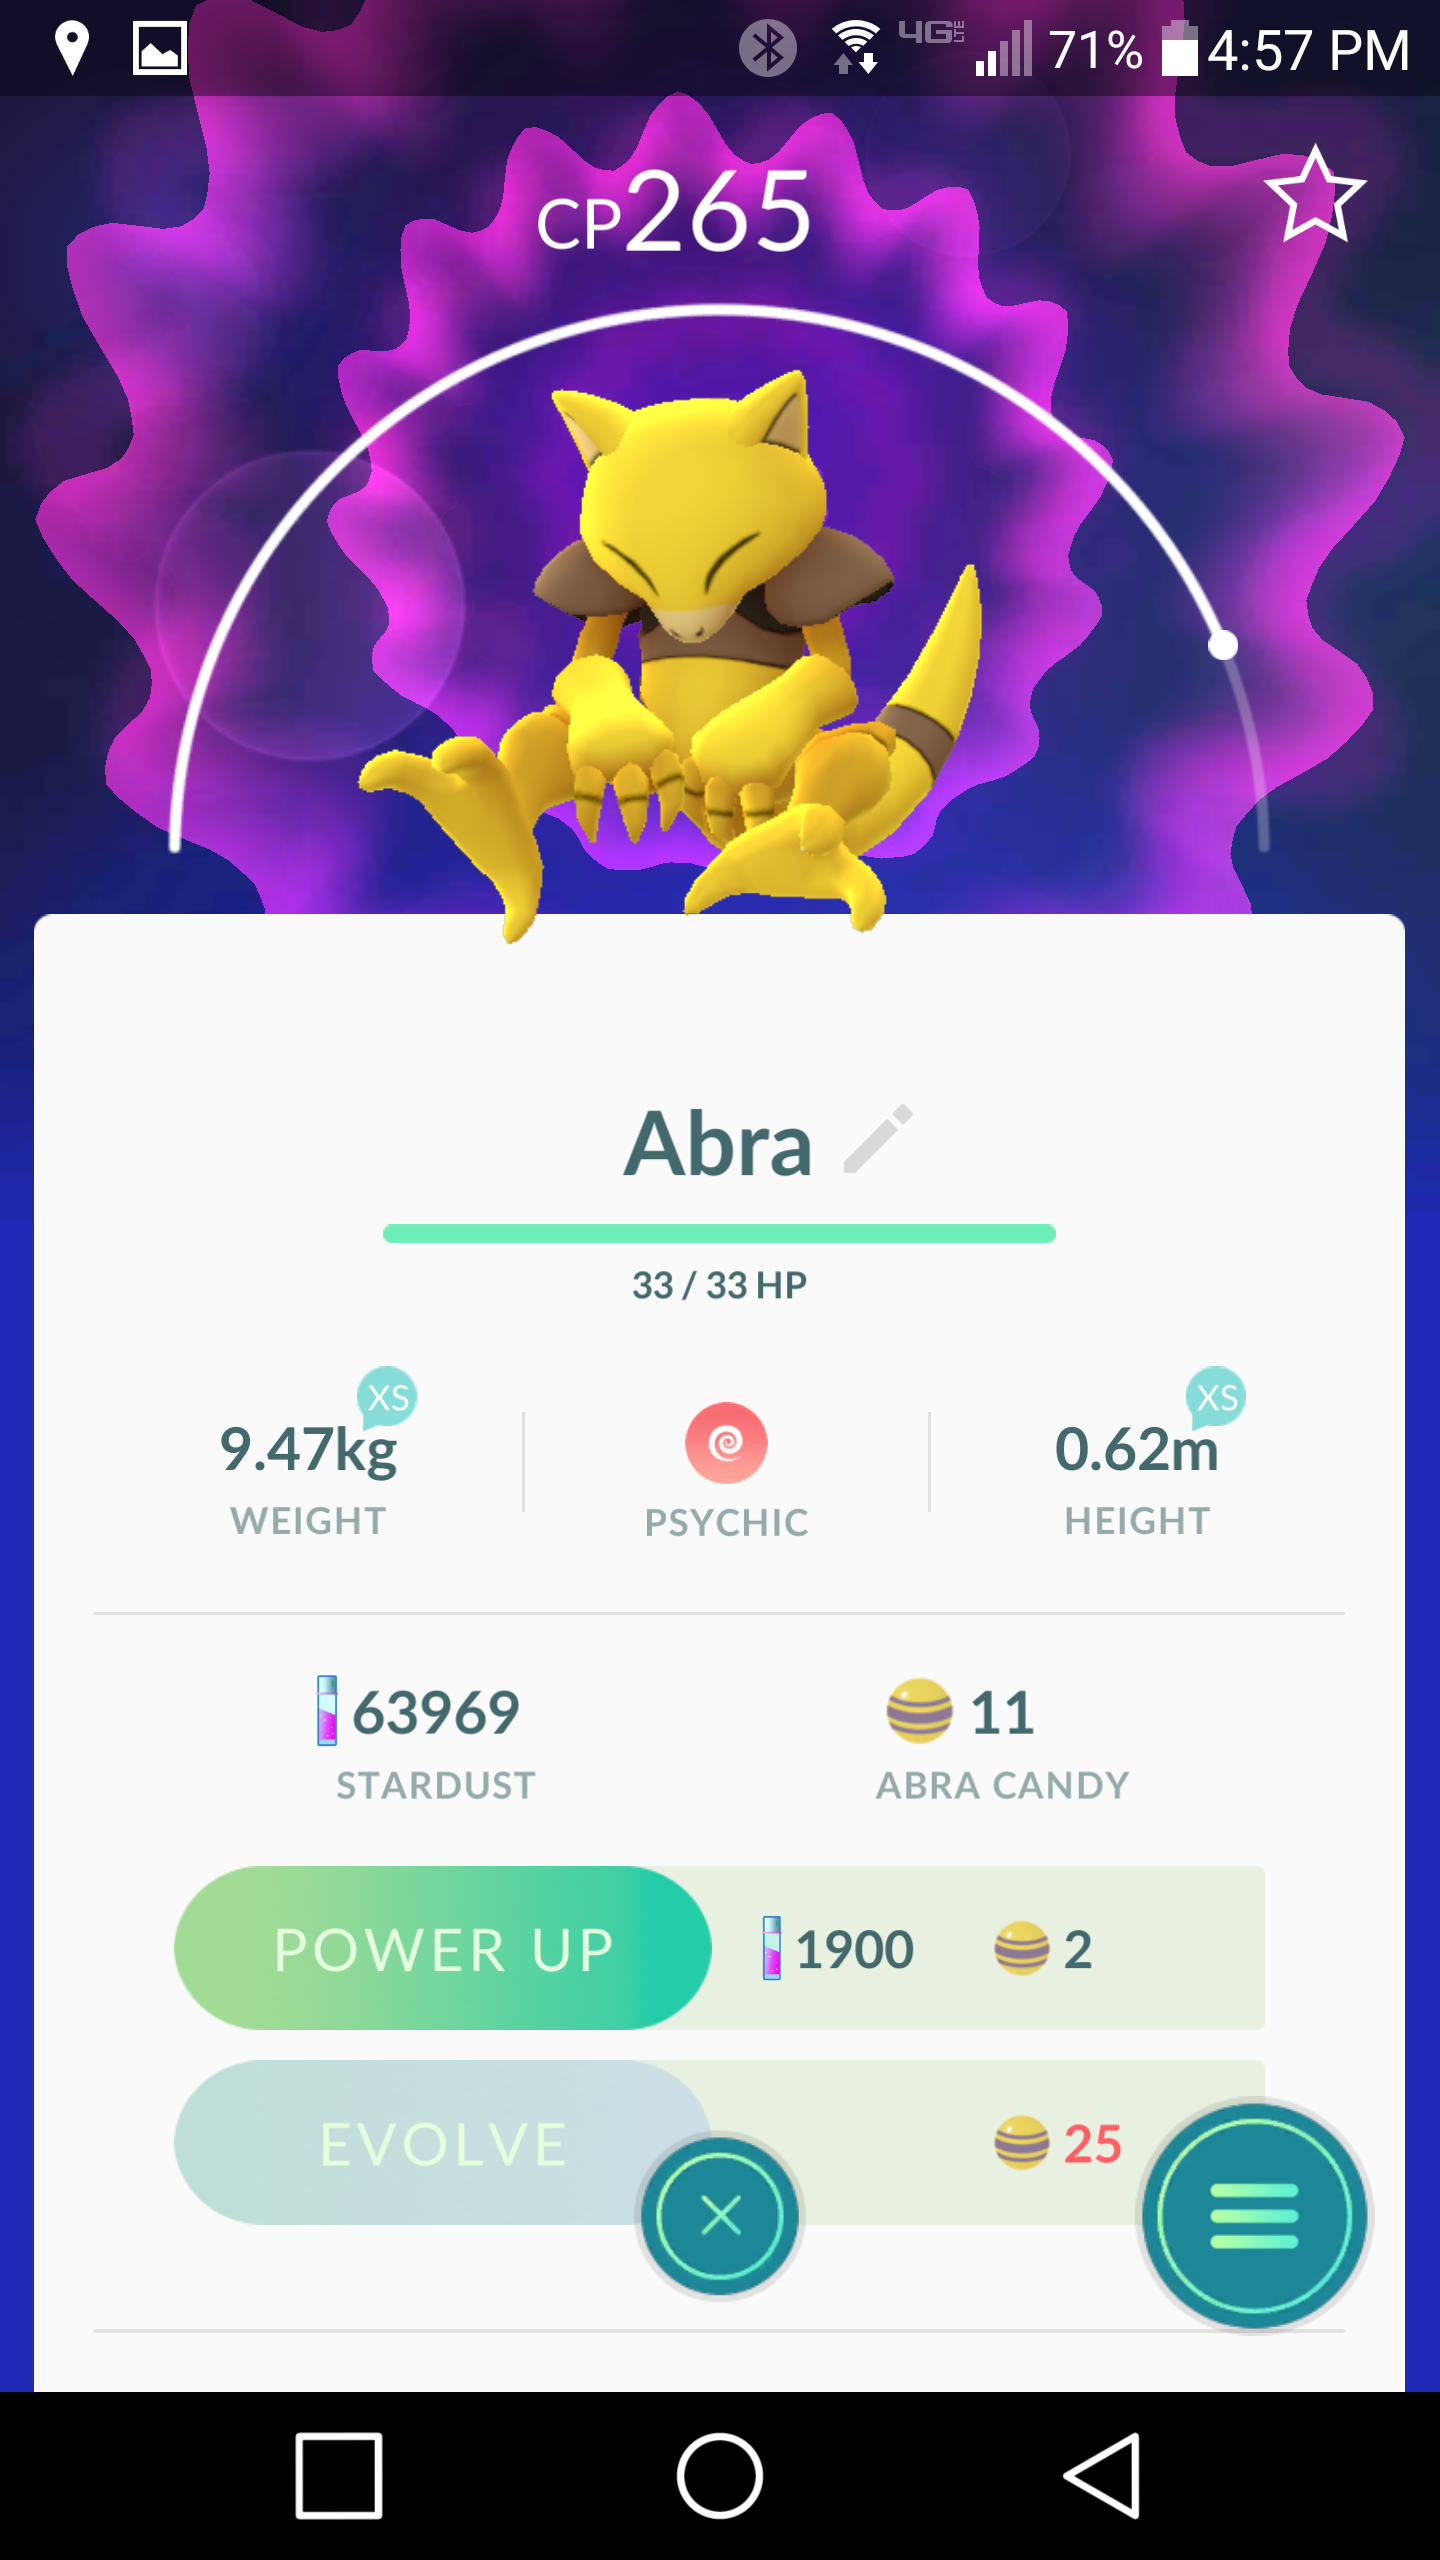 4G LTE 71% 4:57 PM
CP265
Abra
33 / 33 HP
XS XS
9.47kg 0.62m
WEIGHT PSYCHIC HEIGHT
63969 11
STARDUST ABRA CANDY
POWER UP 1900 2
EVOLVE 25